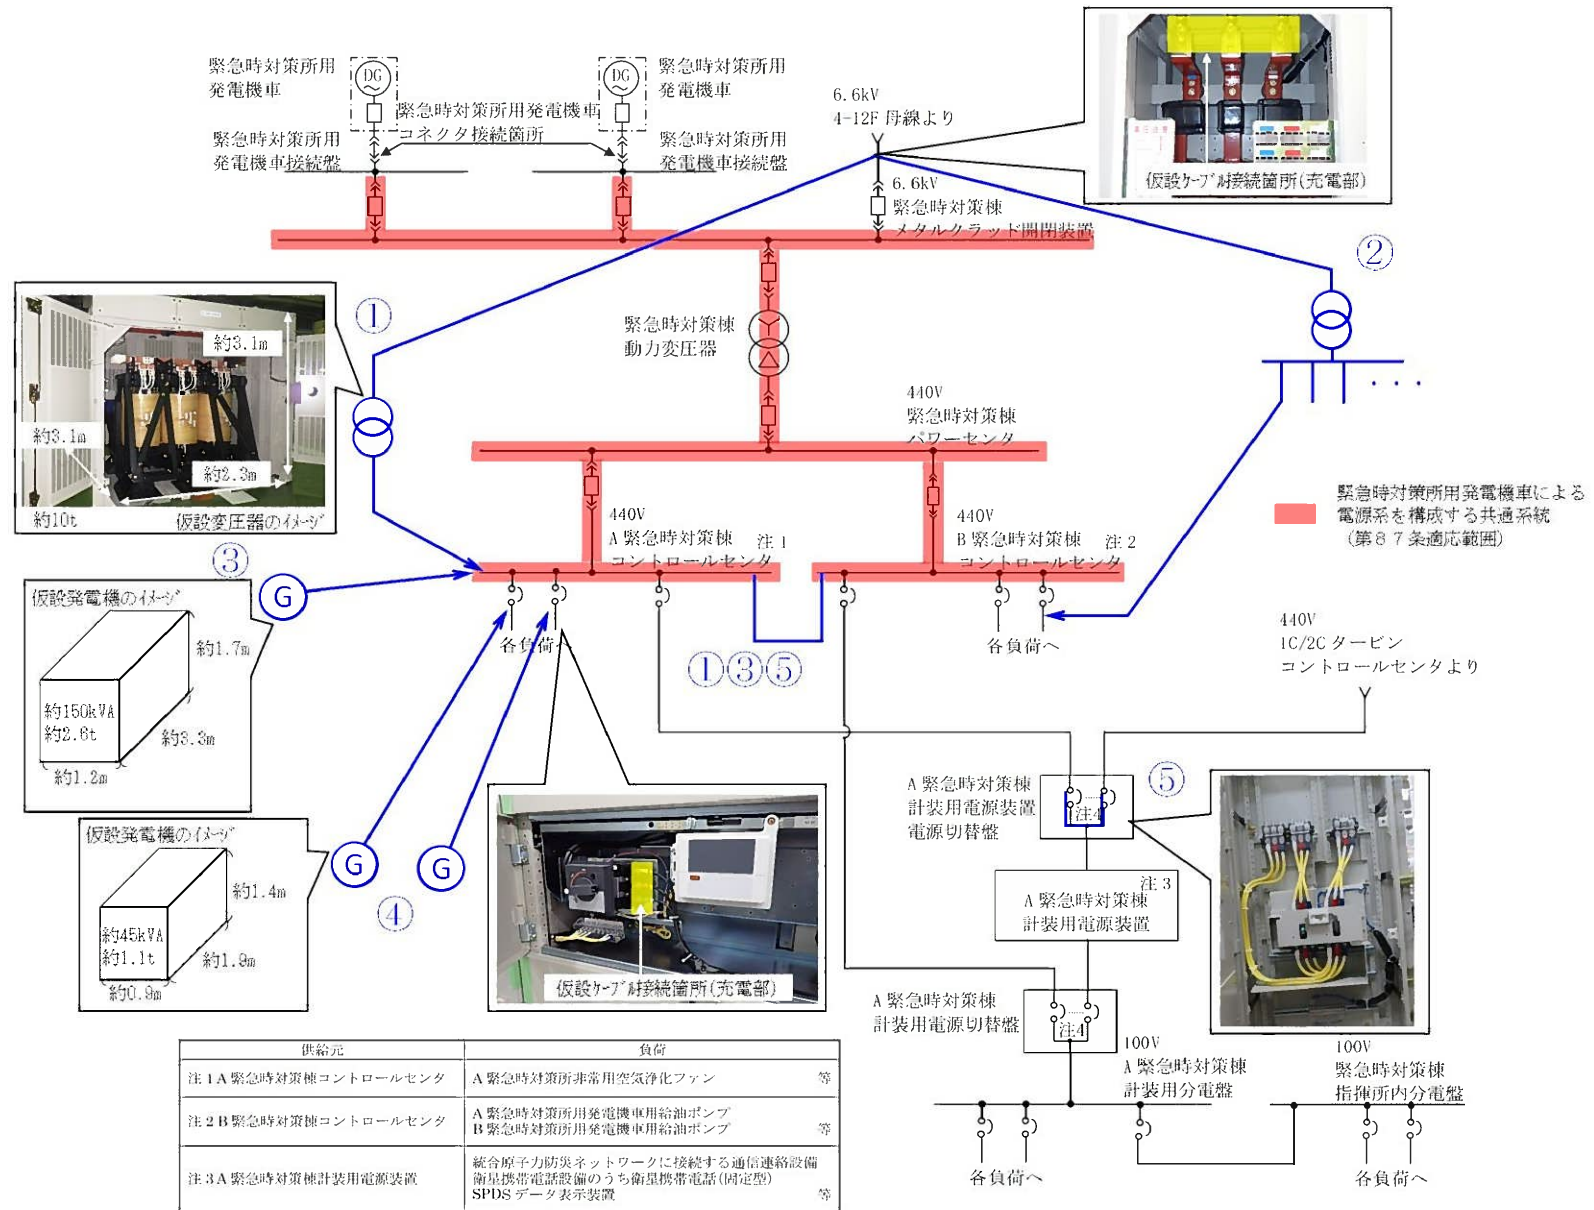 緊急時対策所用
発電機車
DG
緊急時対策所用発電機車
コネクタ接続箇所
DG
緊急時対策所用
発電機車
緊急時対策所用
発電機車接続盤
緊急時対策所用
発電機車接続盤
6.6kV
4-12F 母線より
仮設ケーブル接続箇所(充電部)
6.6kV
緊急時対策棟
メタルクラッド開閉装置
①
②
約3.1m
約3.1m
約2.3m
約10t
仮設変圧器のイメージ
緊急時対策棟
動力変圧器
440V
緊急時対策棟
パワーセンタ
緊急時対策所用発電機車による
電源系を構成する共通系統
(第87条適応範囲)
440V
A 緊急時対策棟
コントロールセンタ
注1
440V
B 緊急時対策棟
コントロールセンタ
注2
③
G
仮設発電機のイメージ
約1.7m
約150kVA
約2.6t
約3.3m
約1.2m
各負荷へ
①③⑤
各負荷へ
440V
1C/2C タービン
コントロールセンタより
仮設発電機のイメージ
約1.4m
約45kVA
約1.1t
約1.9m
約0.9m
G
G
④
仮設ケーブル接続箇所(充電部)
A 緊急時対策棟
計装用電源装置
電源切替盤
注4
⑤
注3
A 緊急時対策棟
計装用電源装置
A 緊急時対策棟
計装用電源切替盤
注4
100V
A 緊急時対策棟
計装用分電盤
100V
緊急時対策棟
指揮所内分電盤
各負荷へ
各負荷へ
供給元 負荷
注1 A 緊急時対策棟コントロールセンタ A 緊急時対策所非常用空気浄化ファン 等
注2 B 緊急時対策棟コントロールセンタ A 緊急時対策所用発電機車用給油ポンプ
B 緊急時対策所用発電機車用給油ポンプ 等
注3 A 緊急時対策棟計装用電源装置 統合原子力防災ネットワークに接続する通信連絡設備
衛星携帯電話設備のうち衛星携帯電話(固定型)
SPDS データ表示装置 等